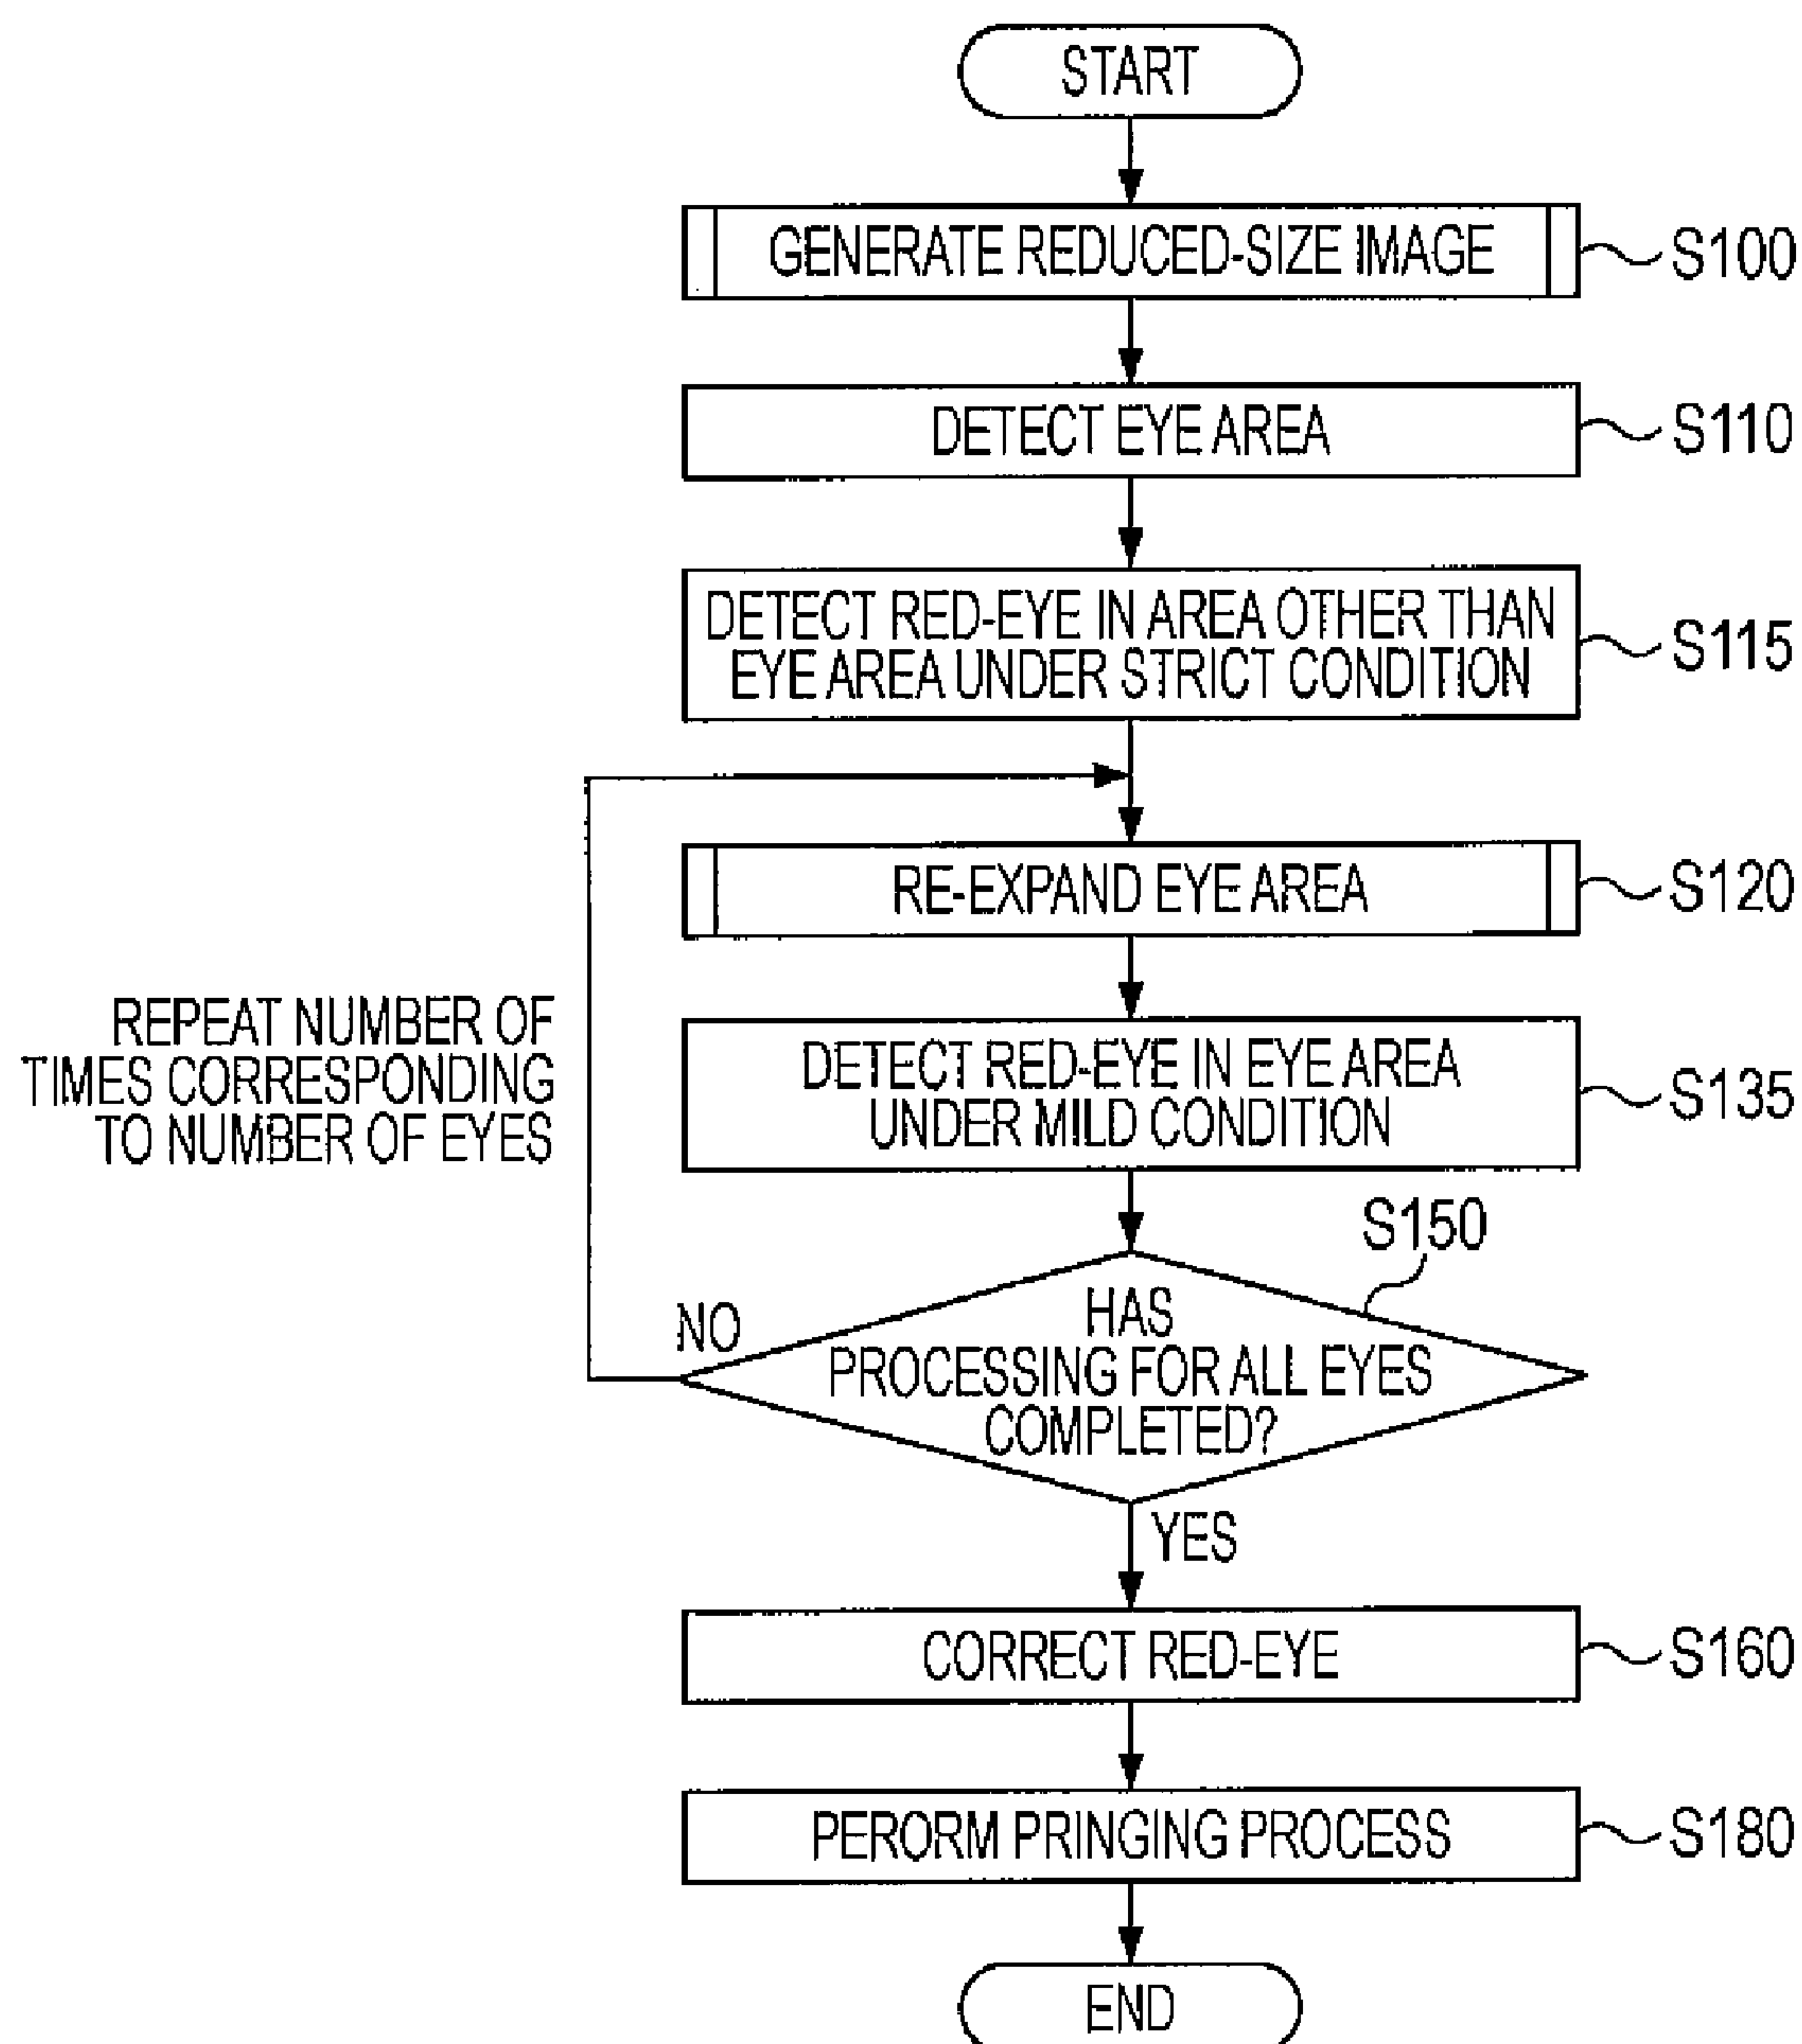 START
GENERATE REDUCED-SIZE IMAGE
S100
DETECT EYE AREA
S110
DETECT RED-EYE IN AREA OTHER THAN
EYE AREA UNDER STRICT CONDITION
S115
RE-EXPAND EYE AREA
S120
REPEAT NUMBER OF
TIMES CORRESPONDING
TO NUMBER OF EYES
DETECT RED-EYE IN EYE AREA
UNDER MILD CONDITION
S135
S150
NO
HAS
PROCESSING FOR ALL EYES
COMPLETED?
YES
CORRECT RED-EYE
S160
PERORM PRINGING PROCESS
S180
END